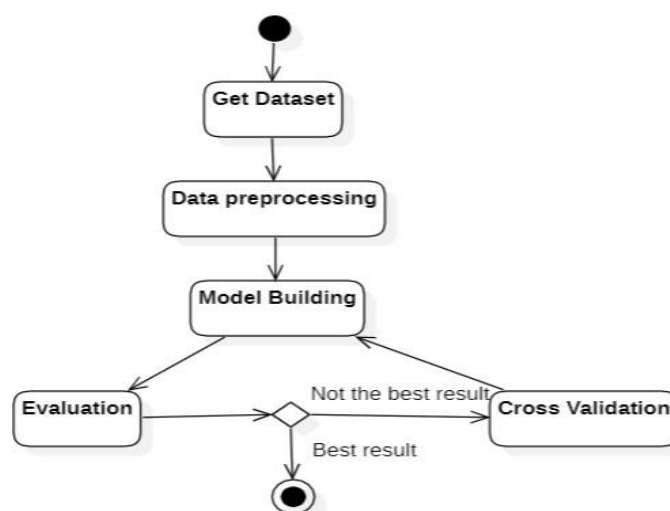 Get Dataset
Data preprocessing
Model Building
Evaluation
Not the best result
Cross Validation
Best result